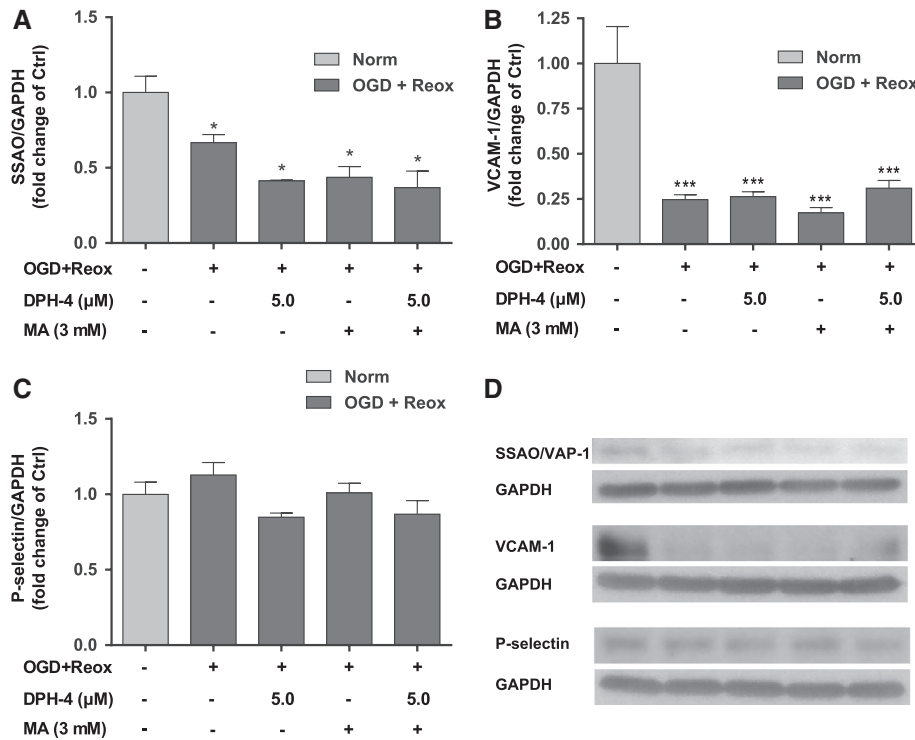 A
SSAO/GAPDH
(fold change of Ctrl)
1.5
1.0
0.5
0.0
Norm
OGD + Reox
*
*
*
*
OGD+Reox - + + + +
DPH-4 (µM) - - 5.0 - 5.0
MA (3 mM) - - - + +
B
VCAM-1/GAPDH
(fold change of Ctrl)
1.25
1.00
0.75
0.50
0.25
0.00
Norm
OGD + Reox
***
***
***
***
OGD+Reox - + + + +
DPH-4 (µM) - - 5.0 - 5.0
MA (3 mM) - - - + +
C
P-selectin/GAPDH
(fold change of Ctrl)
1.5
1.0
0.5
0.0
Norm
OGD + Reox
OGD+Reox - + + + +
DPH-4 (µM) - - 5.0 - 5.0
MA (3 mM) - - - + +
D
SSAO/VAP-1
GAPDH
VCAM-1
GAPDH
P-selectin
GAPDH